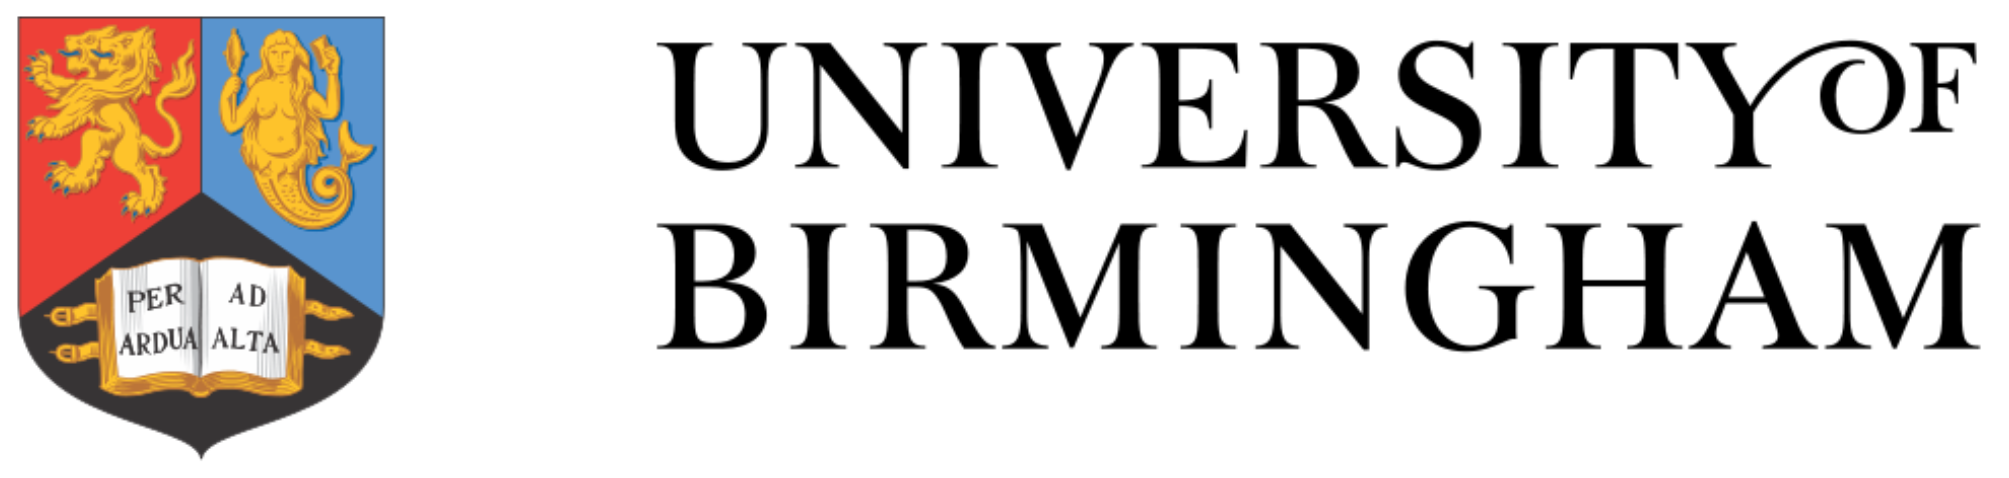 PER
ARDUA
AD
ALTA
UNIVERSITY OF
BIRMINGHAM